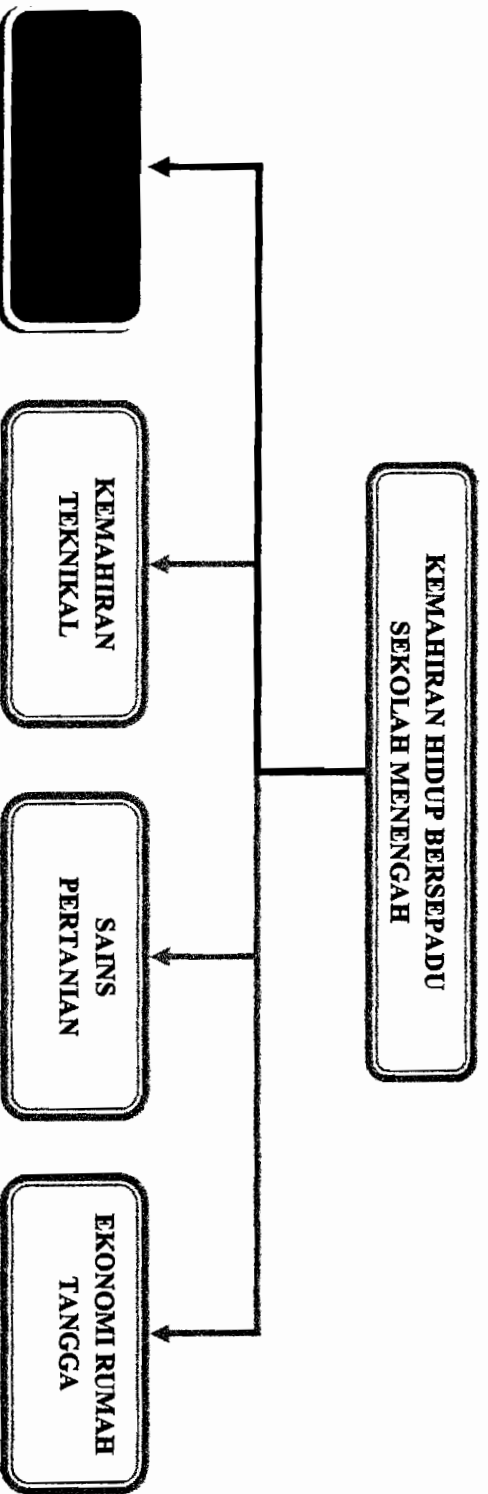 KEMAHIRAN HIDUP BERSEPADU
SEKOLAH MENENGAH
KEMAHIRAN
TEKNIKAL
SAINS
PERTANIAN
EKONOMI RUMAH
TANGGA